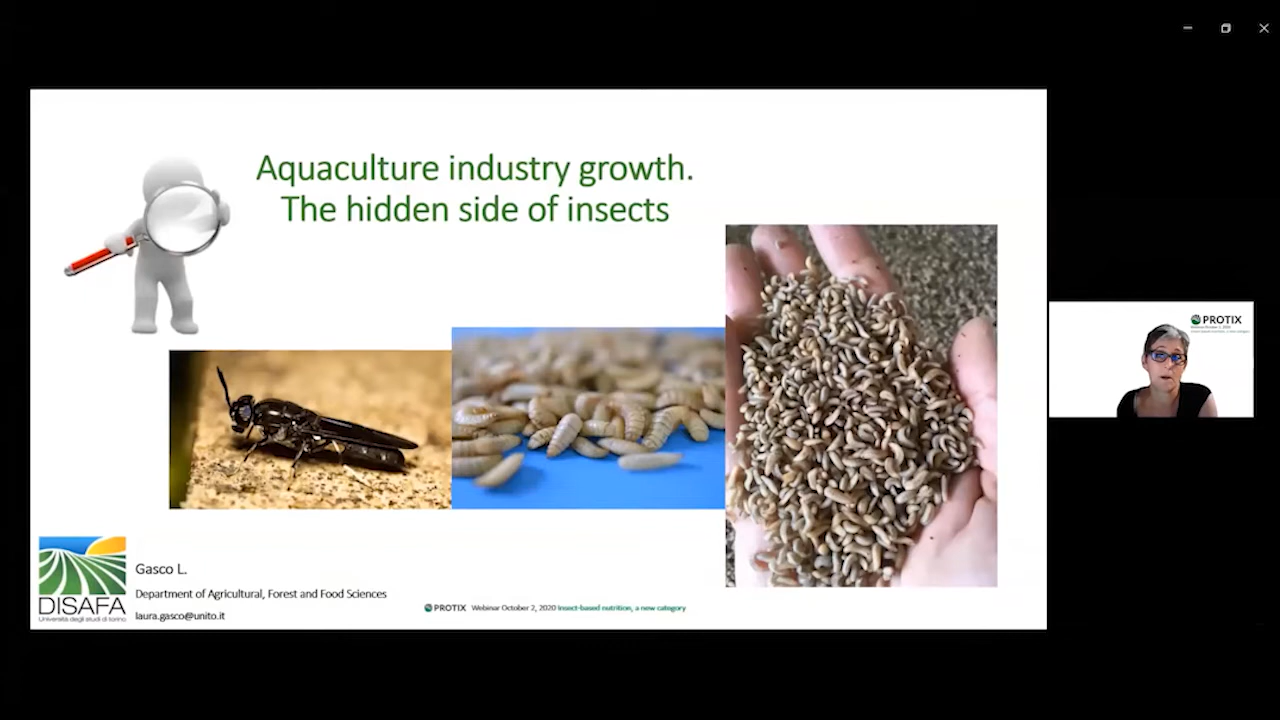 Aquaculture industry growth.
The hidden side of insects
PROTIX
DISAFA
Università degli studi di torino
Gasco L.
Department of Agricultural, Forest and Food Sciences
laura.gasco@unito.it
PROTIX Webinar October 2, 2020 Insect-based nutrition, a new category